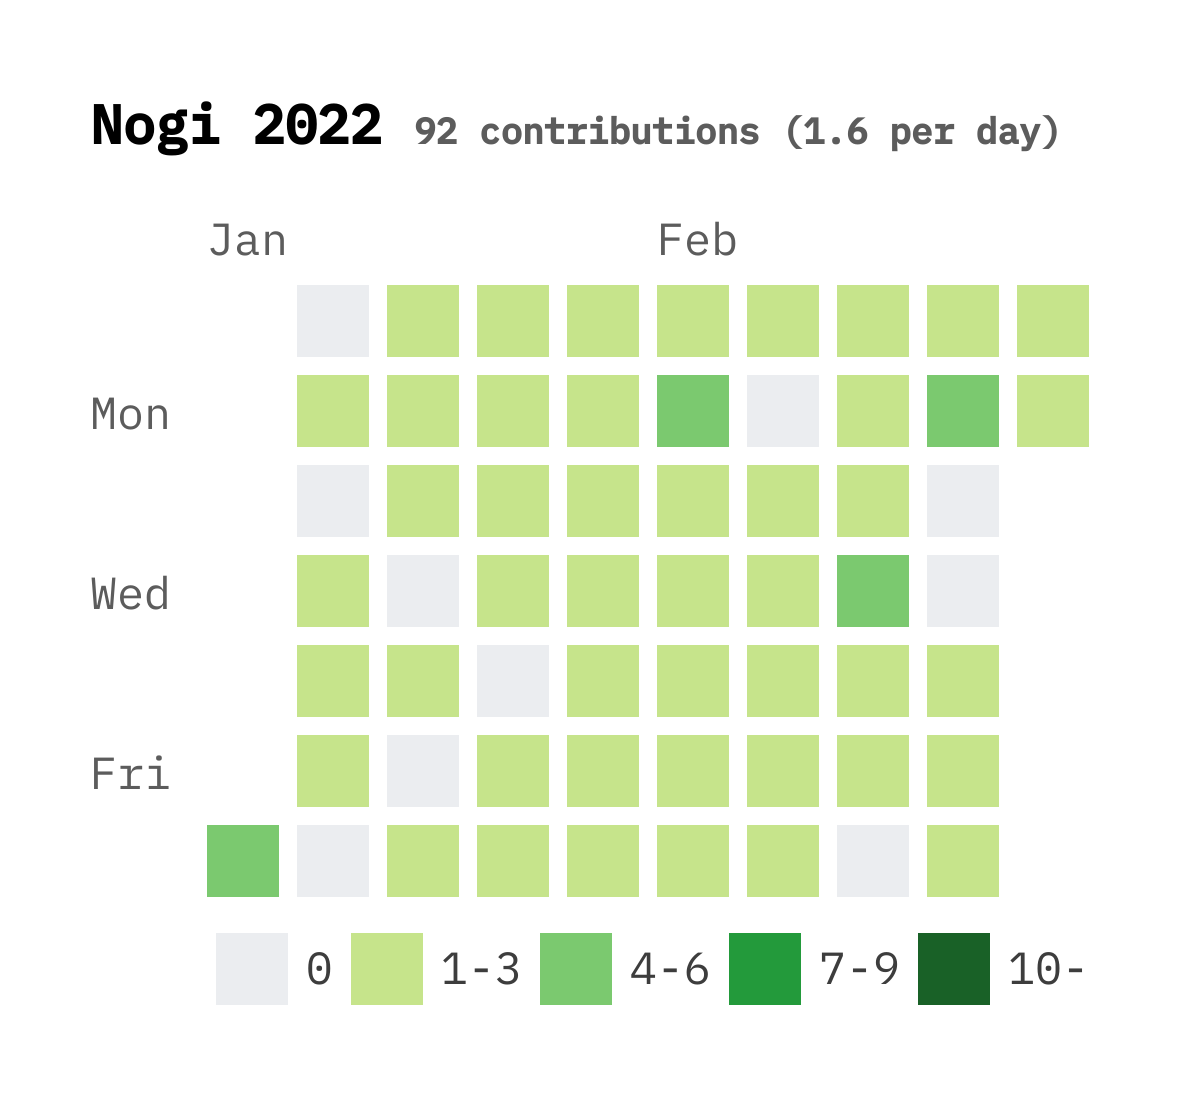 Nogi 2022 92 contributions (1.6 per day)
Jan Feb
Mon
Wed
Fri
0 1-3 4-6 7-9 10-